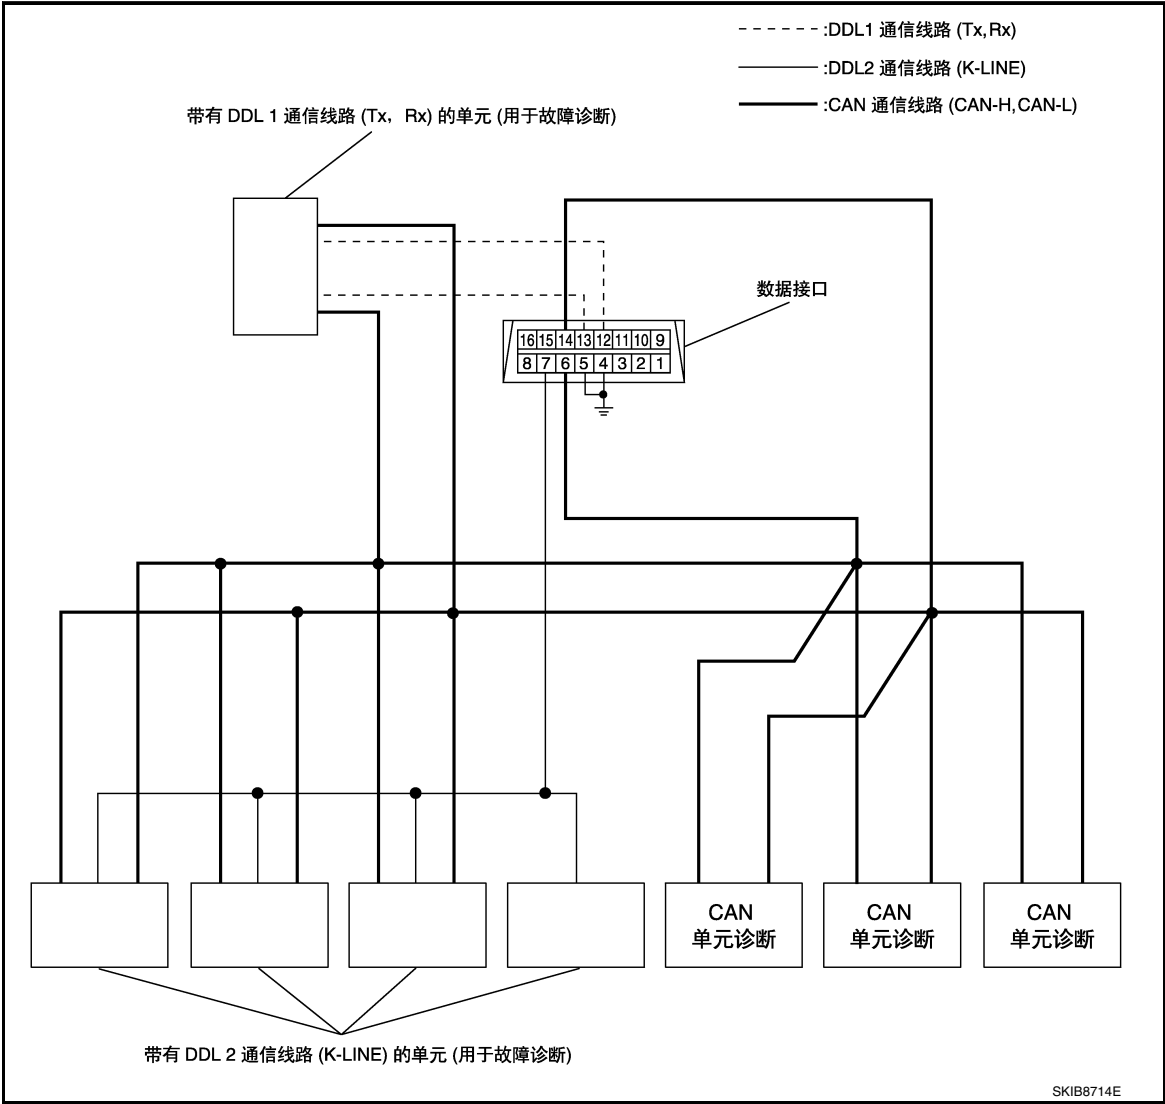 :DDL1 通信线路 (Tx,Rx)
:DDL2 通信线路 (K-LINE)
:CAN 通信线路 (CAN-H,CAN-L)
带有 DDL 1 通信线路 (Tx，Rx) 的单元 (用于故障诊断)
数据接口
16 15 14 13 12 11 10 9
8 7 6 5 4 3 2 1
CAN
单元诊断
CAN
单元诊断
CAN
单元诊断
带有 DDL 2 通信线路 (K-LINE) 的单元 (用于故障诊断)
SKIB8714E